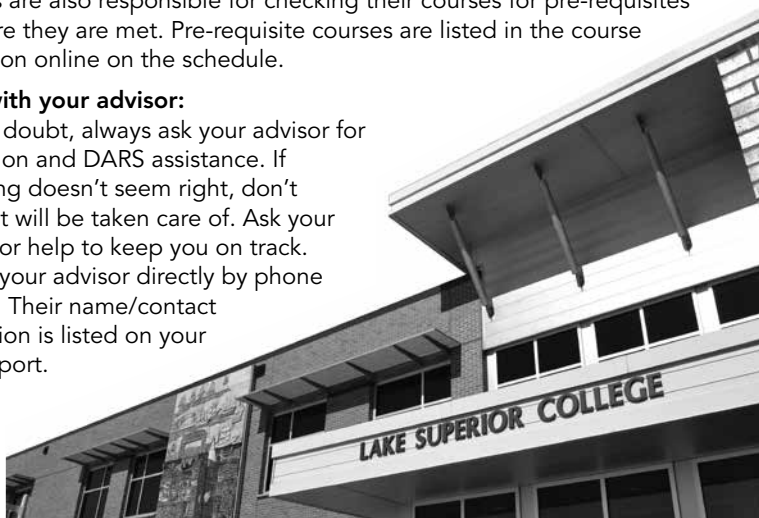 are also responsible for checking their courses for pre-requisites
re they are met. Pre-requisite courses are listed in the course
on online on the schedule.
with your advisor:
doubt, always ask your advisor for
on and DARS assistance. If
ng doesn't seem right, don't
t will be taken care of. Ask your
or help to keep you on track.
your advisor directly by phone
Their name/contact
ion is listed on your
port.
LAKE SUPERIOR COLLEGE